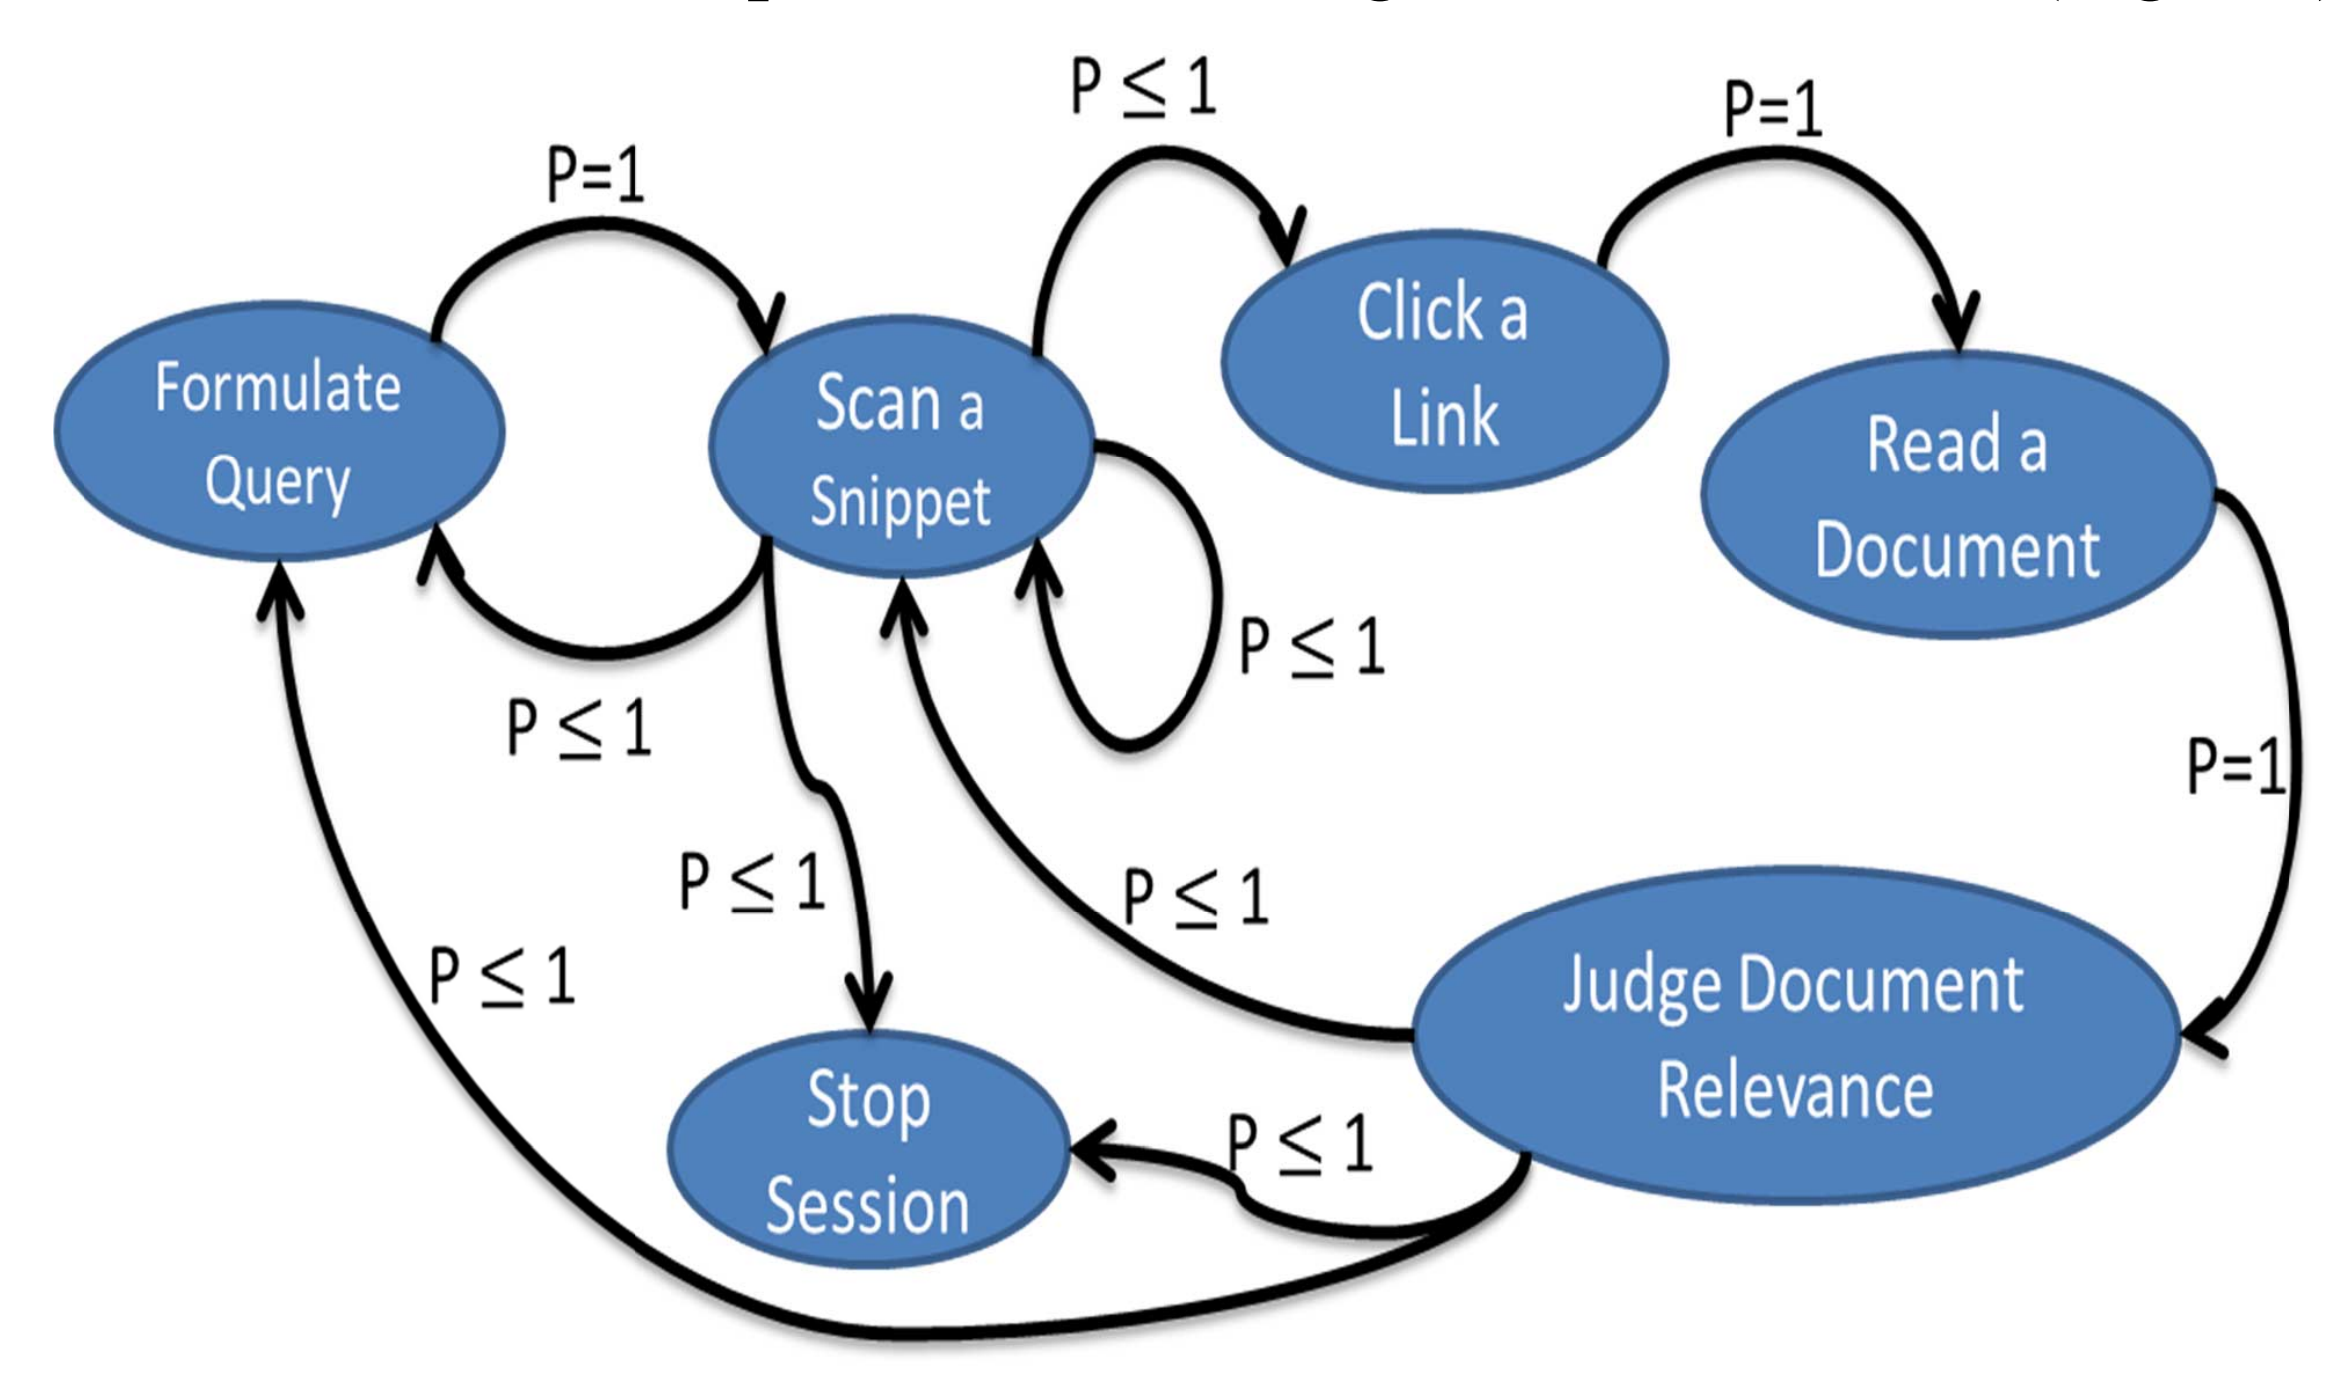 P ≤ 1
P=1
P=1
Formulate
Query
Scan a
Snippet
Click a
Link
Read a
Document
P ≤ 1
P ≤ 1
P=1
P ≤ 1
P ≤ 1
P ≤ 1
Judge Document
Relevance
Stop
Session
P ≤ 1